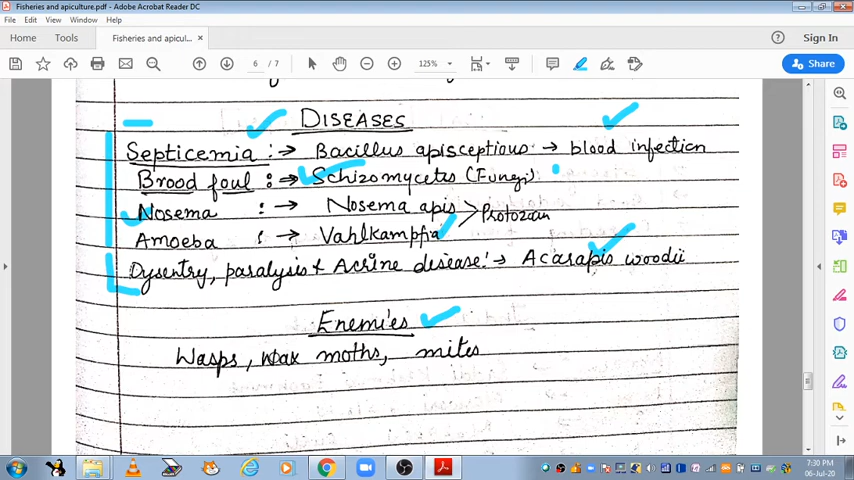 Fisheries and apiculture.pdf - Adobe Acrobat Reader DC
File Edit View Window Help
Home Tools Fisheries and apicul... × Sign In
6 / 7 125% Share
DISEASES
Septicemia :→ Bacillus apisceptious → blood infection
Brood foul :→ Schizomycetes (Fungi)
Nosema :→ Nosema apis
Protozoan
Amoeba :→ Vahlkampfia
Dysentry, paralysis & Acrine disease :→ Acarapis woodii
Enemies
Wasps, wax moths, mites
7:30 PM
06-Jul-20